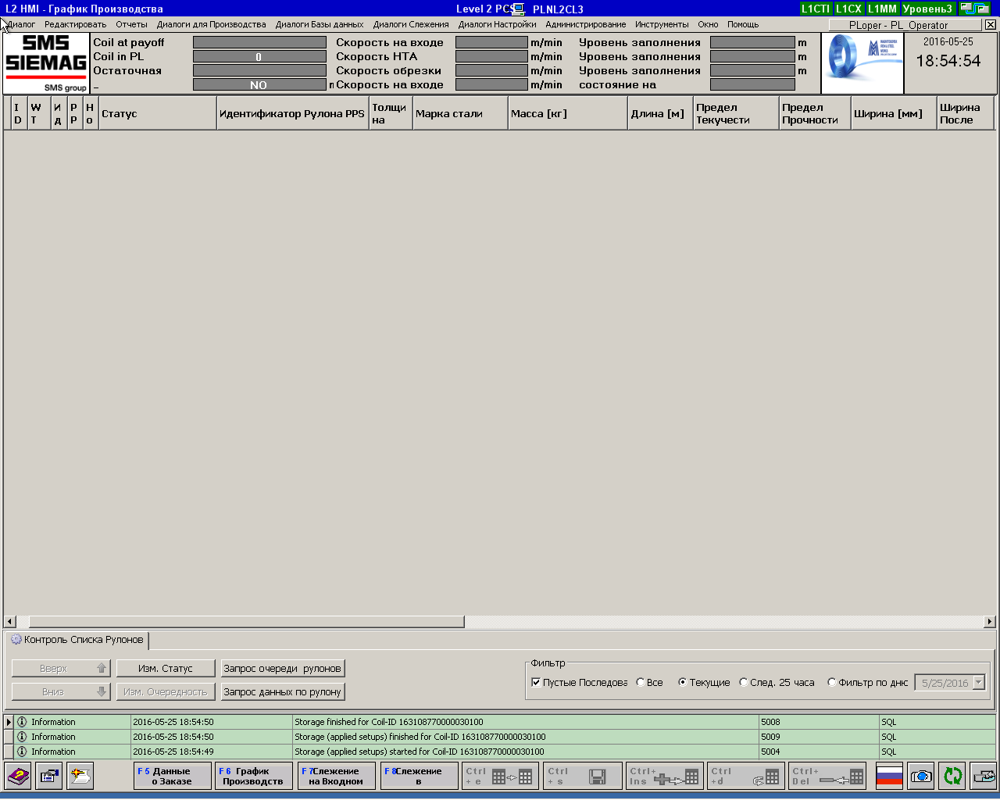 L2 HMI - График Производства
Level 2 PCS
PLNL2CL3
L1CTI L1CX L1MM Уровень3
Диалог Редактировать Отчеты Диалоги для Производства Диалоги Базы данных Диалоги Слежения Диалоги Настройки Администрирование Инструменты Окно Помощь
PLoper - PL_Operator
SMS
SIEMAG
SMS group
Coil at payoff
Coil in PL 0
Остаточная
– NO
Скорость на входе m/min
Скорость НТА m/min
Скорость обрезки m/min
Скорость на входе m/min
Уровень заполнения m
Уровень заполнения m
Уровень заполнения m
состояние на
2016-05-25
18:54:54
I D
W T
И д
Р Р
Н о
Статус
Идентификатор Рулона PPS
Толщи на
Марка стали
Масса [кг]
Длина [м]
Предел Текучести
Предел Прочности
Ширина [мм]
Ширина После
Контроль Списка Рулонов
Вверх
Изм. Статус
Запрос очереди рулонов
Вниз
Изм. Очередность
Запрос данных по рулону
Фильтр
Пустые Последова Все Текущие След. 25 часа Фильтр по дню 5/25/2016
Information 2016-05-25 18:54:50 Storage finished for Coil-ID 163108770000030100 5008 SQL
Information 2016-05-25 18:54:50 Storage (applied setups) finished for Coil-ID 163108770000030100 5009 SQL
Information 2016-05-25 18:54:49 Storage (applied setups) started for Coil-ID 163108770000030100 5004 SQL
F 5 Данные
о Заказе
F 6 График
Производств
F 7 Слежение
на Входном
F 8 Слежение
в
Ctrl
+ e
Ctrl
+ s
Ctrl+
Ins
Ctrl
+d
Ctrl+
Del